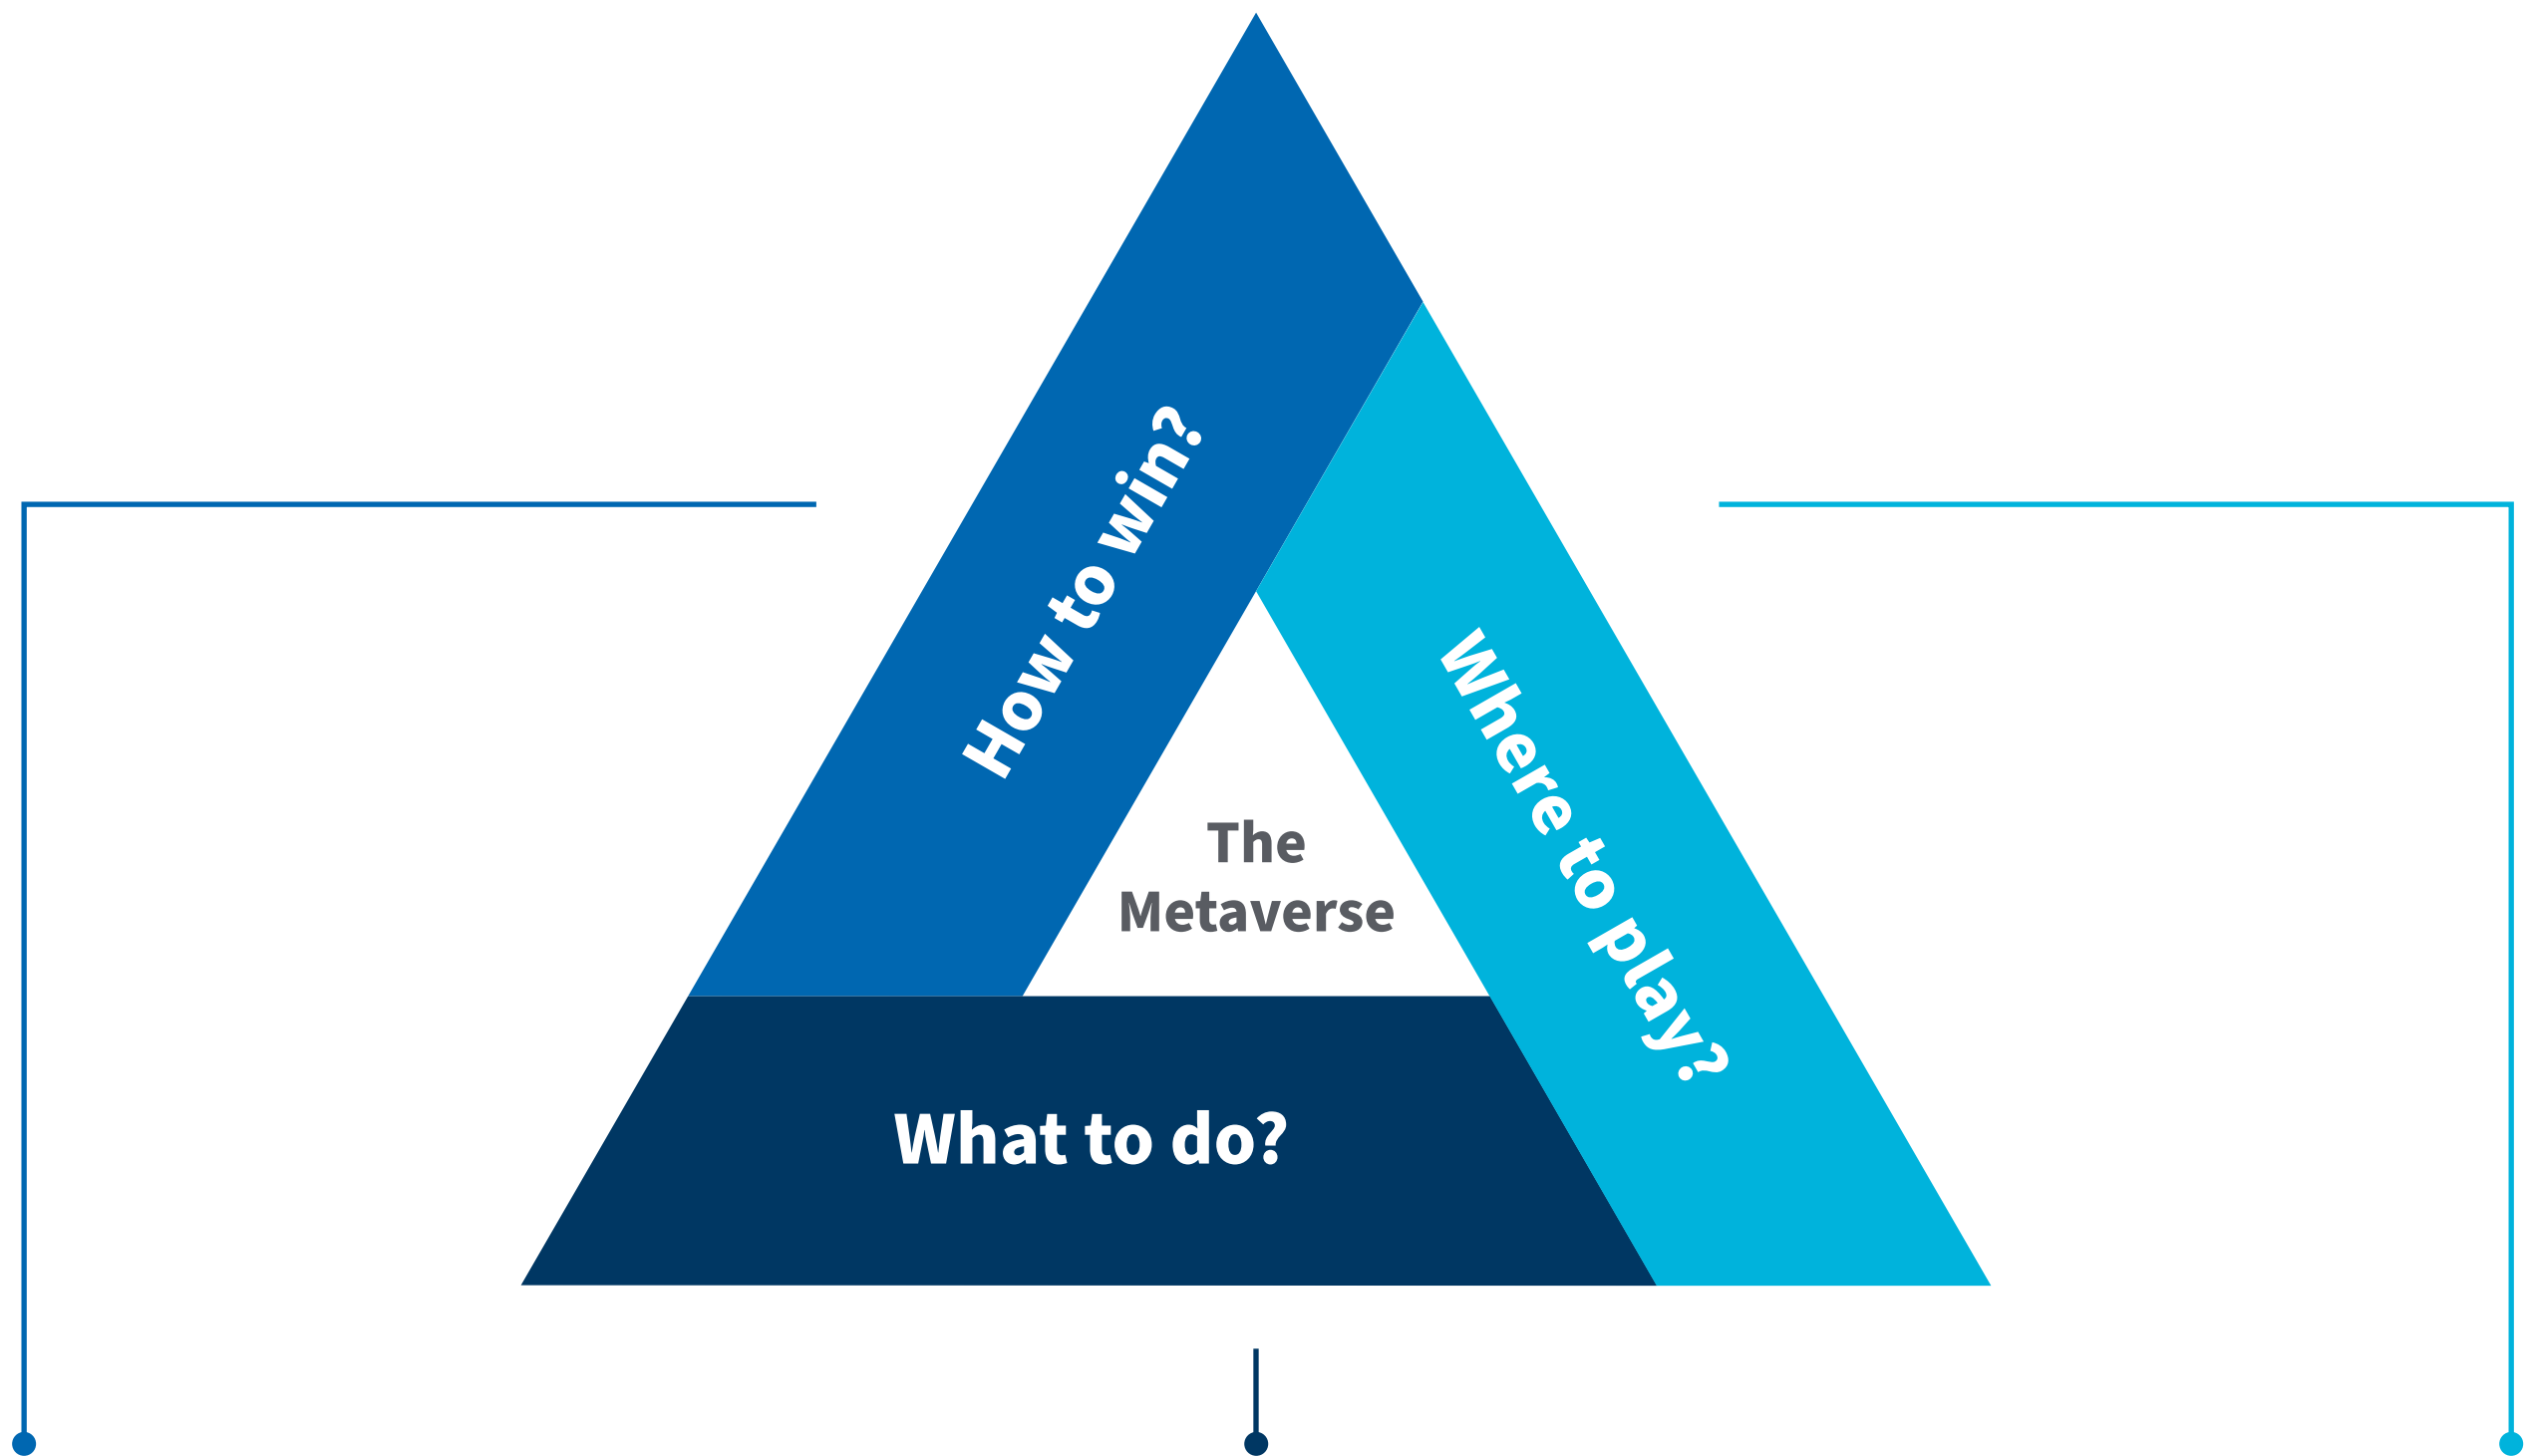 How to win?
Where to play?
The
Metaverse
What to do?